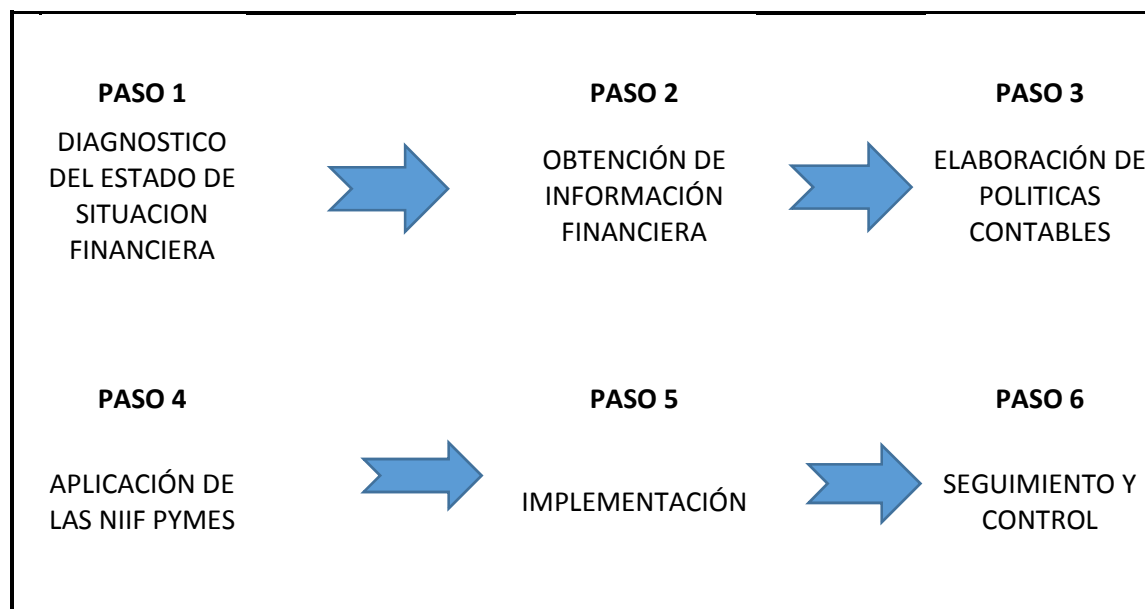 PASO 1
DIAGNOSTICO
DEL ESTADO DE
SITUACION
FINANCIERA
PASO 2
OBTENCIÓN DE
INFORMACIÓN
FINANCIERA
PASO 3
ELABORACIÓN DE
POLITICAS
CONTABLES
PASO 4
APLICACIÓN DE
LAS NIIF PYMES
PASO 5
IMPLEMENTACIÓN
PASO 6
SEGUIMIENTO Y
CONTROL